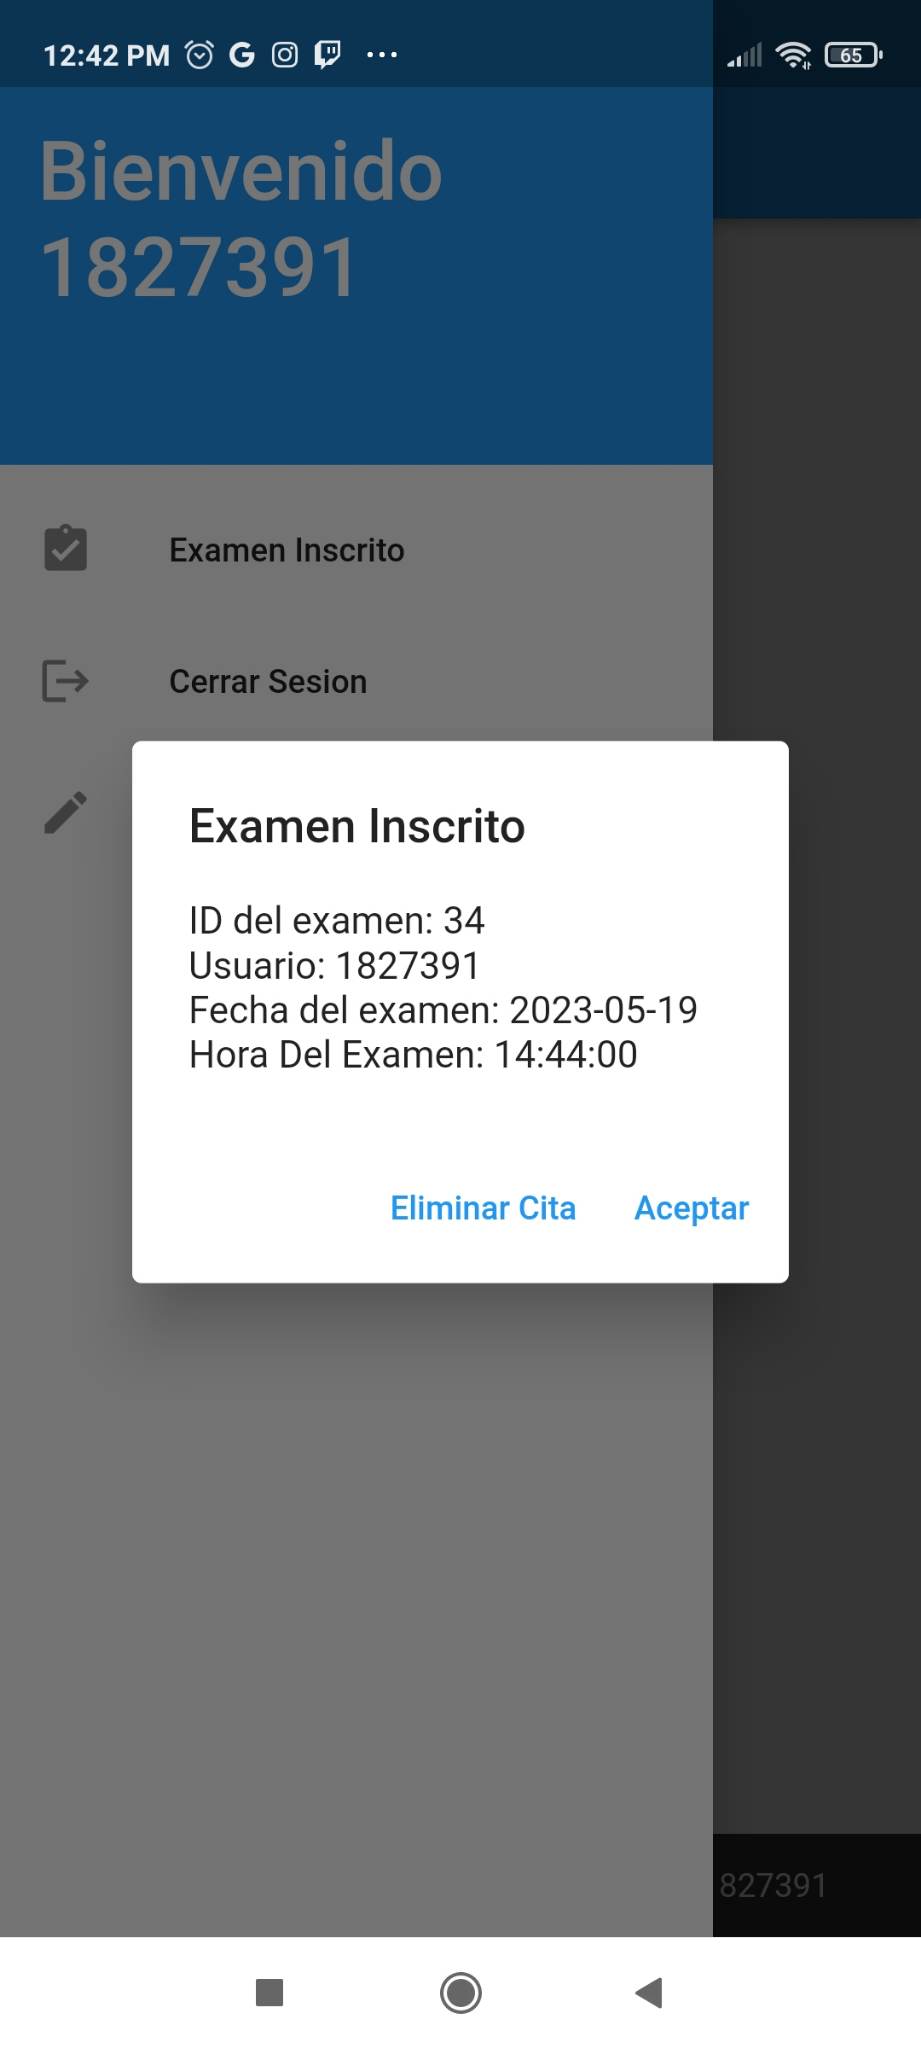 12:42 PM
65
Bienvenido
1827391
Examen Inscrito
Cerrar Sesion
Examen Inscrito
ID del examen: 34
Usuario: 1827391
Fecha del examen: 2023-05-19
Hora Del Examen: 14:44:00
Eliminar Cita Aceptar
827391